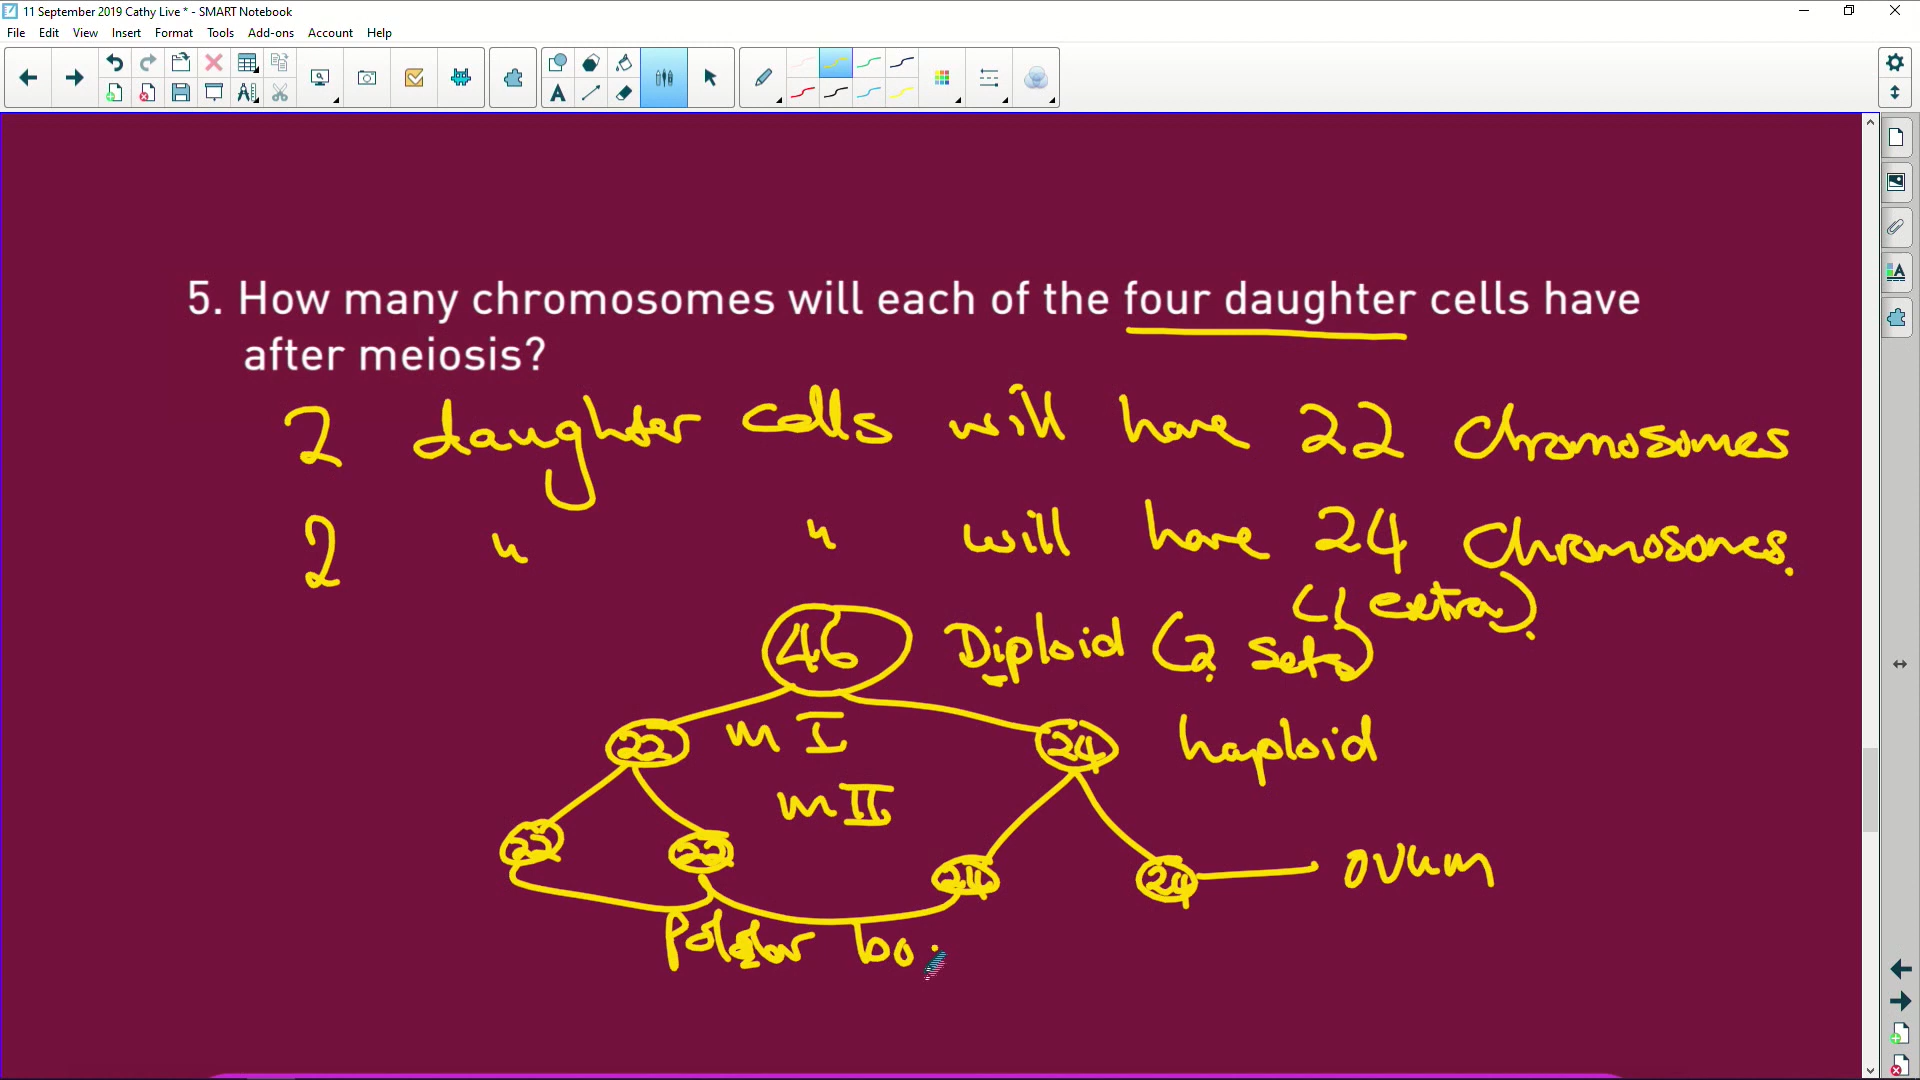 11 September 2019 Cathy Live * - SMART Notebook
File Edit View Insert Format Tools Add-ons Account Help
5. How many chromosomes will each of the four daughter cells have
after meiosis?
2 daughter cells will have 22 chromosomes
2 " " will have 24 chromosomes.
(1 extra).
46 Diploid (2 sets)
22 m I 24 haploid
m II
22 22 24 24 ovum
Polar bo